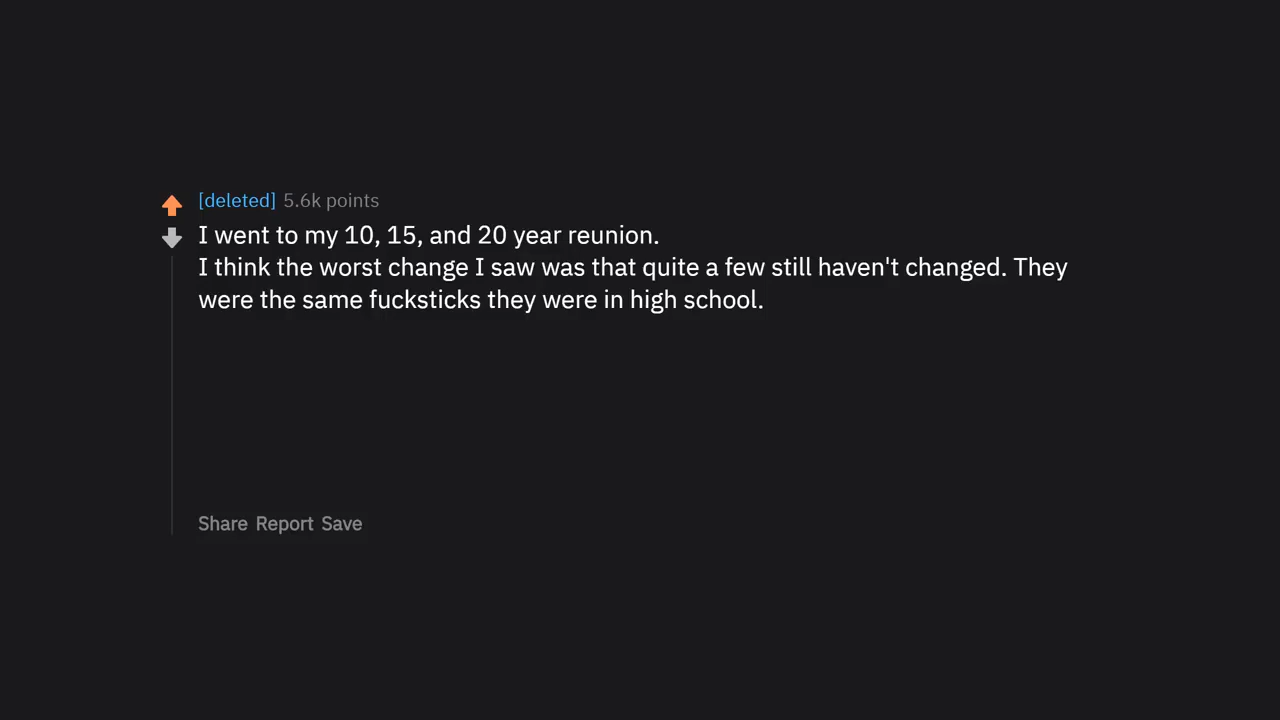 [deleted] 5.6k points
I went to my 10, 15, and 20 year reunion.
I think the worst change I saw was that quite a few still haven't changed. They
were the same fucksticks they were in high school.
Share Report Save